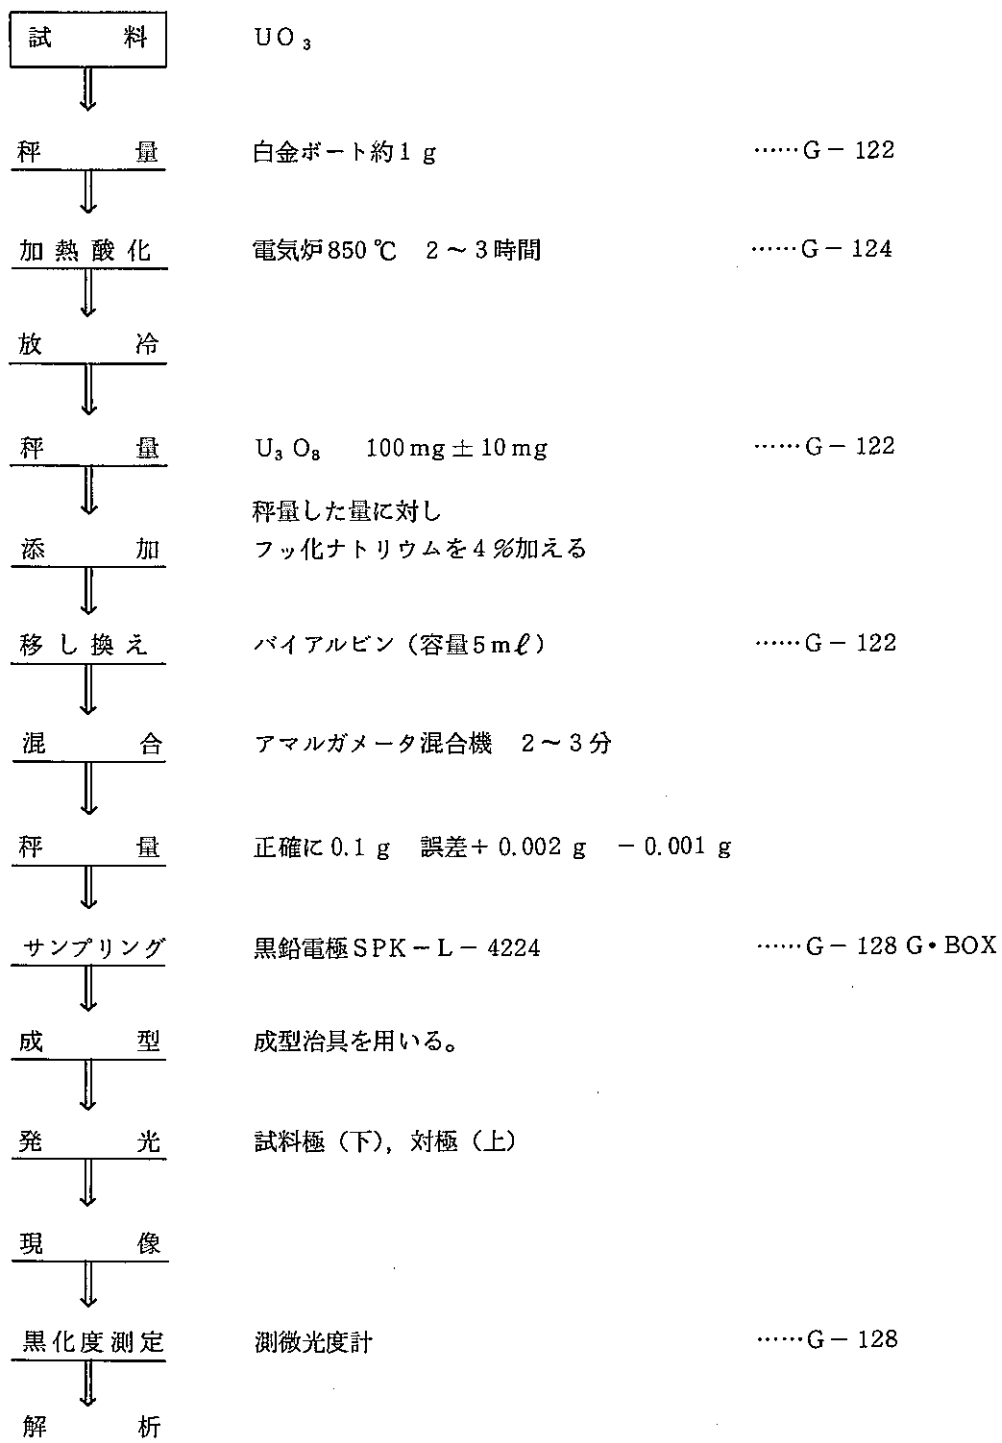 試料 UO₃
秤量 白金ボート約1 g ……G－122
加熱酸化 電気炉850℃ 2～3時間 ……G－124
放冷
秤量 U₃O₈ 100mg±10mg ……G－122
秤量した量に対し
添加 フッ化ナトリウムを4%加える
移し換え バイアルビン（容量5mℓ） ……G－122
混合 アマルガメータ混合機 2～3分
秤量 正確に0.1 g 誤差＋0.002 g －0.001 g
サンプリング 黒鉛電極SPK－L－4224 ……G－128 G・BOX
成型 成型治具を用いる。
発光 試料極（下），対極（上）
現像
黒化度測定 測微光度計 ……G－128
解析